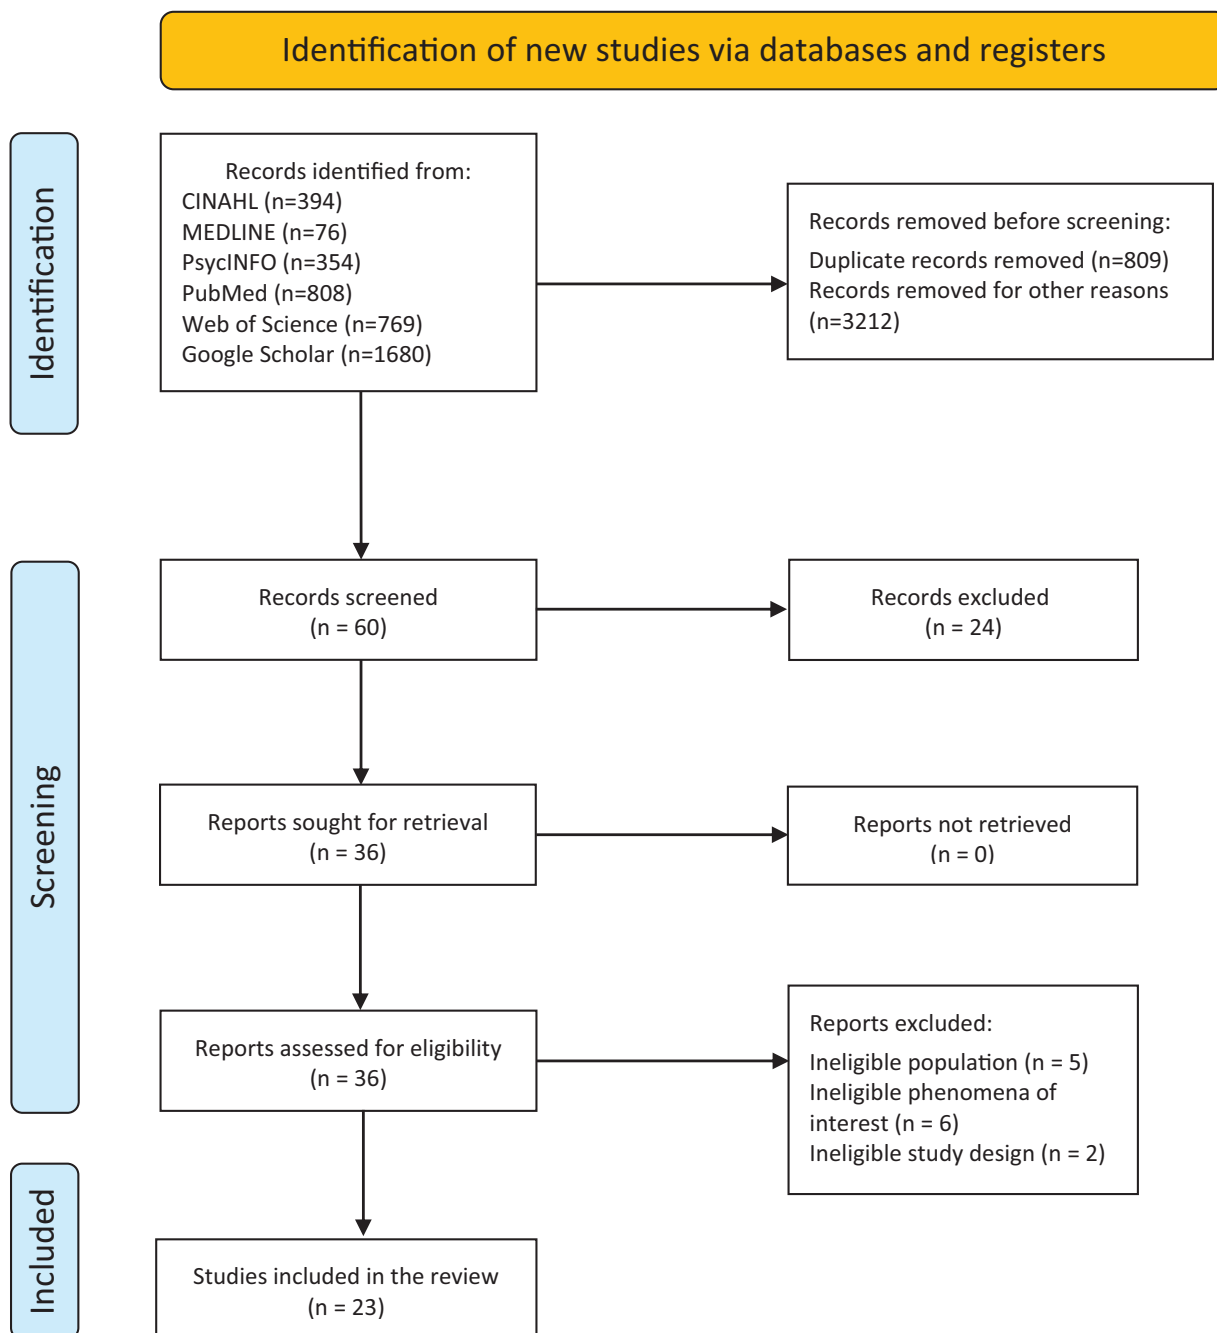 Identification of new studies via databases and registers
Identification
Records identified from:
CINAHL (n=394)
MEDLINE (n=76)
PsycINFO (n=354)
PubMed (n=808)
Web of Science (n=769)
Google Scholar (n=1680)
Records removed before screening:
Duplicate records removed (n=809)
Records removed for other reasons
(n=3212)
Screening
Records screened
(n = 60)
Records excluded
(n = 24)
Reports sought for retrieval
(n = 36)
Reports not retrieved
(n = 0)
Reports assessed for eligibility
(n = 36)
Reports excluded:
Ineligible population (n = 5)
Ineligible phenomena of
interest (n = 6)
Ineligible study design (n = 2)
Included
Studies included in the review
(n = 23)